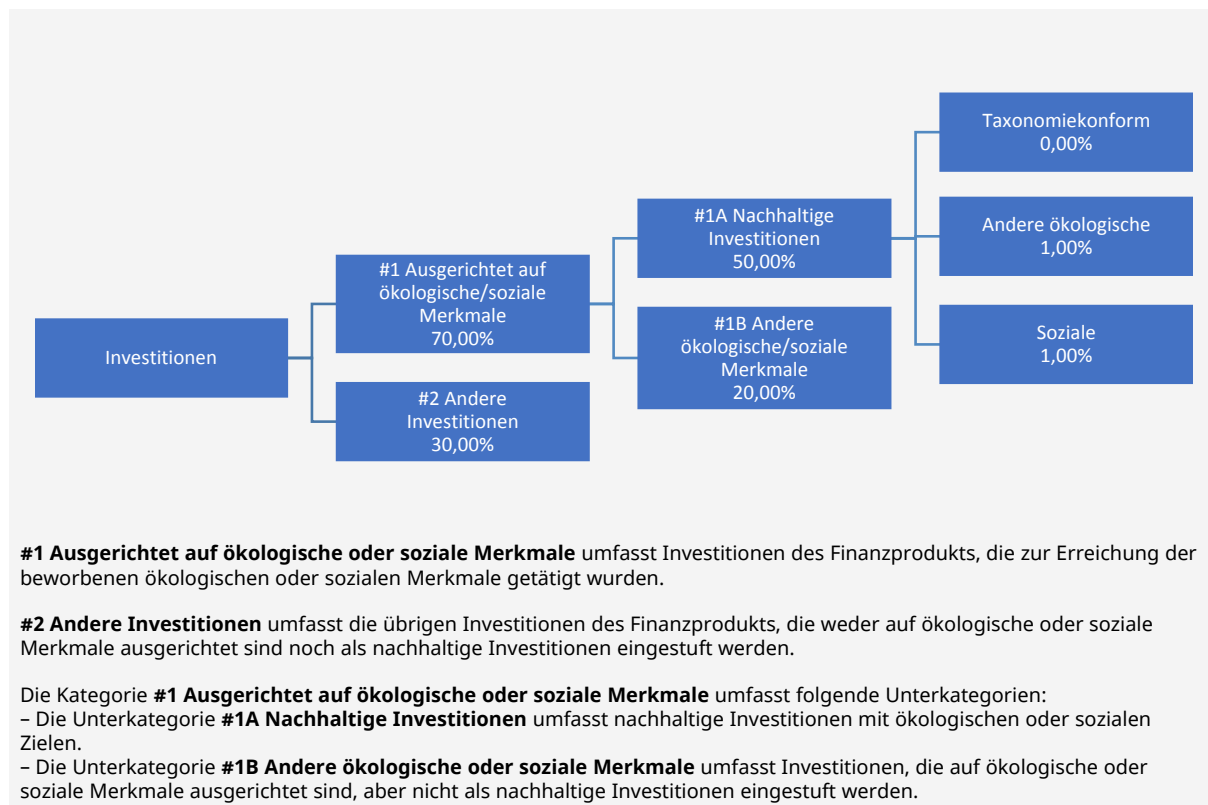 Investitionen
#1 Ausgerichtet auf
ökologische/soziale
Merkmale
70,00%
#2 Andere
Investitionen
30,00%
#1A Nachhaltige
Investitionen
50,00%
#1B Andere
ökologische/soziale
Merkmale
20,00%
Taxonomiekonform
0,00%
Andere ökologische
1,00%
Soziale
1,00%
#1 Ausgerichtet auf ökologische oder soziale Merkmale umfasst Investitionen des Finanzprodukts, die zur Erreichung der
beworbenen ökologischen oder sozialen Merkmale getätigt wurden.
#2 Andere Investitionen umfasst die übrigen Investitionen des Finanzprodukts, die weder auf ökologische oder soziale
Merkmale ausgerichtet sind noch als nachhaltige Investitionen eingestuft werden.
Die Kategorie #1 Ausgerichtet auf ökologische oder soziale Merkmale umfasst folgende Unterkategorien:
– Die Unterkategorie #1A Nachhaltige Investitionen umfasst nachhaltige Investitionen mit ökologischen oder sozialen
Zielen.
– Die Unterkategorie #1B Andere ökologische oder soziale Merkmale umfasst Investitionen, die auf ökologische oder
soziale Merkmale ausgerichtet sind, aber nicht als nachhaltige Investitionen eingestuft werden.